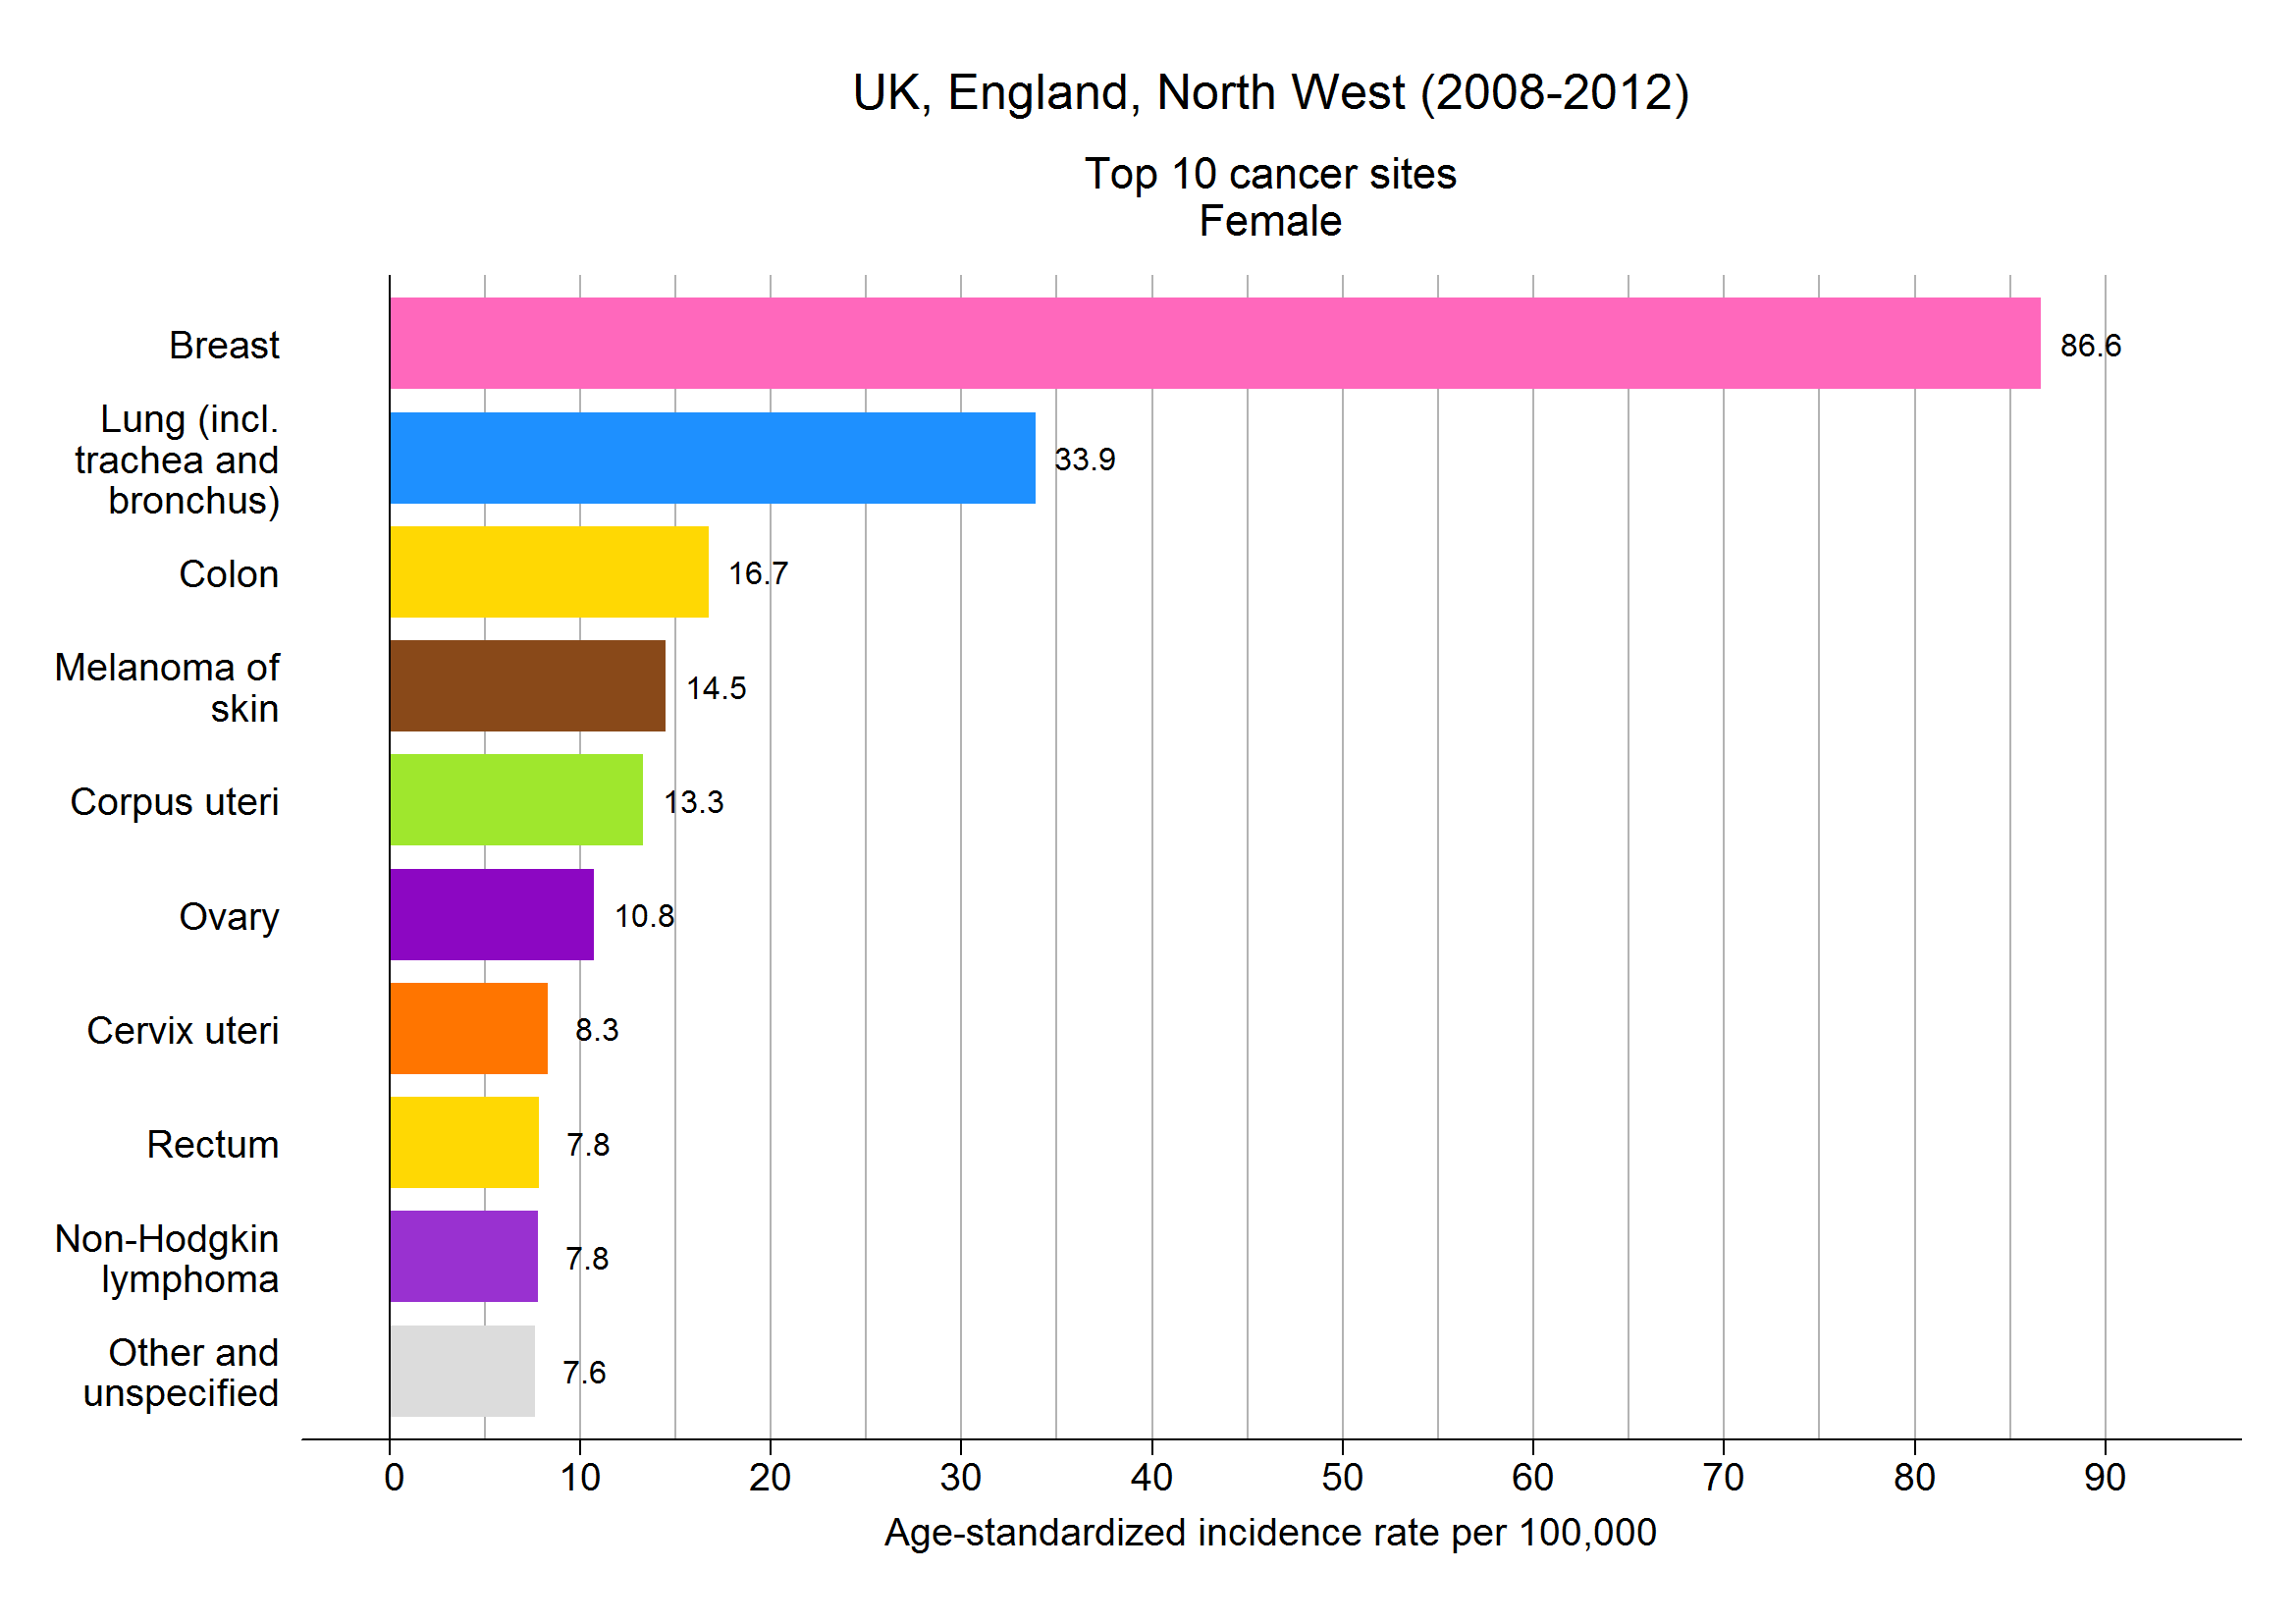 UK, England, North West (2008-2012)
Top 10 cancer sites
Female
Breast
86.6
Lung (incl.
trachea and
bronchus)
33.9
Colon
16.7
Melanoma of
skin
14.5
Corpus uteri
13.3
Ovary
10.8
Cervix uteri
8.3
Rectum
7.8
Non-Hodgkin
lymphoma
7.8
Other and
unspecified
7.6
0 10 20 30 40 50 60 70 80 90
Age-standardized incidence rate per 100,000